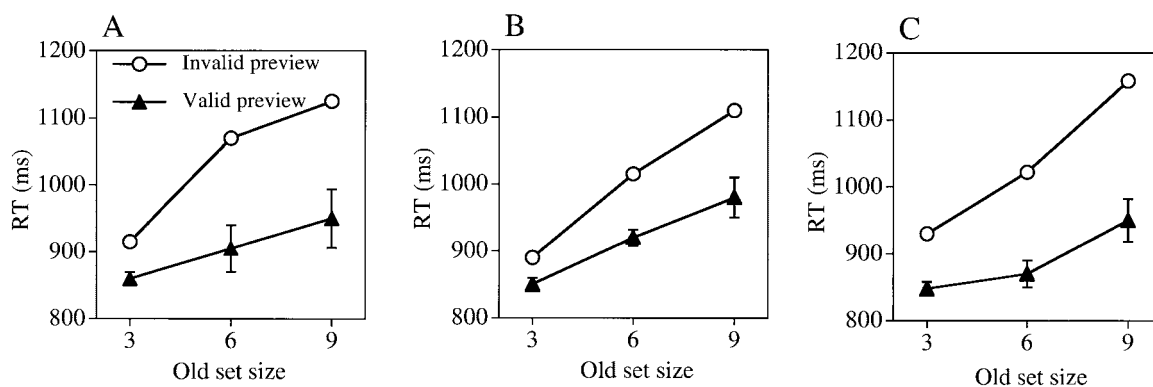 A
1200
1100
1000
900
800
RT (ms)
Invalid preview
Valid preview
3 6 9
Old set size
B
1200
1100
1000
900
800
RT (ms)
3 6 9
Old set size
C
1200
1100
1000
900
800
RT (ms)
3 6 9
Old set size